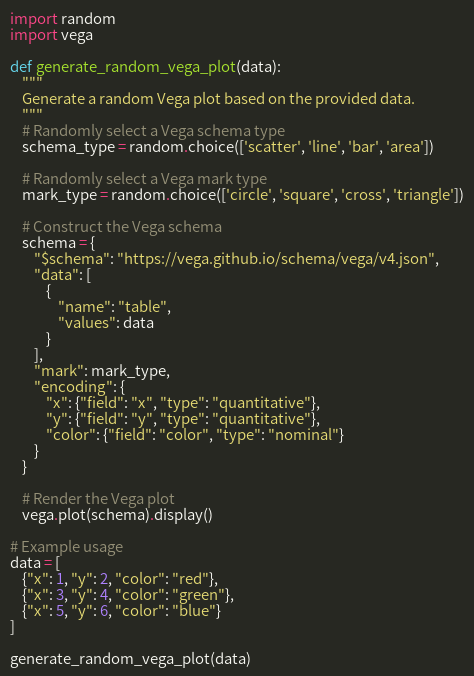 import random
import vega

def generate_random_vega_plot(data):
    """
    Generate a random Vega plot based on the provided data.
    """
    # Randomly select a Vega schema type
    schema_type = random.choice(['scatter', 'line', 'bar', 'area'])

    # Randomly select a Vega mark type
    mark_type = random.choice(['circle', 'square', 'cross', 'triangle'])

    # Construct the Vega schema
    schema = {
        "$schema": "https://vega.github.io/schema/vega/v4.json",
        "data": [
            {
                "name": "table",
                "values": data
            }
        ],
        "mark": mark_type,
        "encoding": {
            "x": {"field": "x", "type": "quantitative"},
            "y": {"field": "y", "type": "quantitative"},
            "color": {"field": "color", "type": "nominal"}
        }
    }

    # Render the Vega plot
    vega.plot(schema).display()

# Example usage
data = [
    {"x": 1, "y": 2, "color": "red"},
    {"x": 3, "y": 4, "color": "green"},
    {"x": 5, "y": 6, "color": "blue"}
]

generate_random_vega_plot(data)